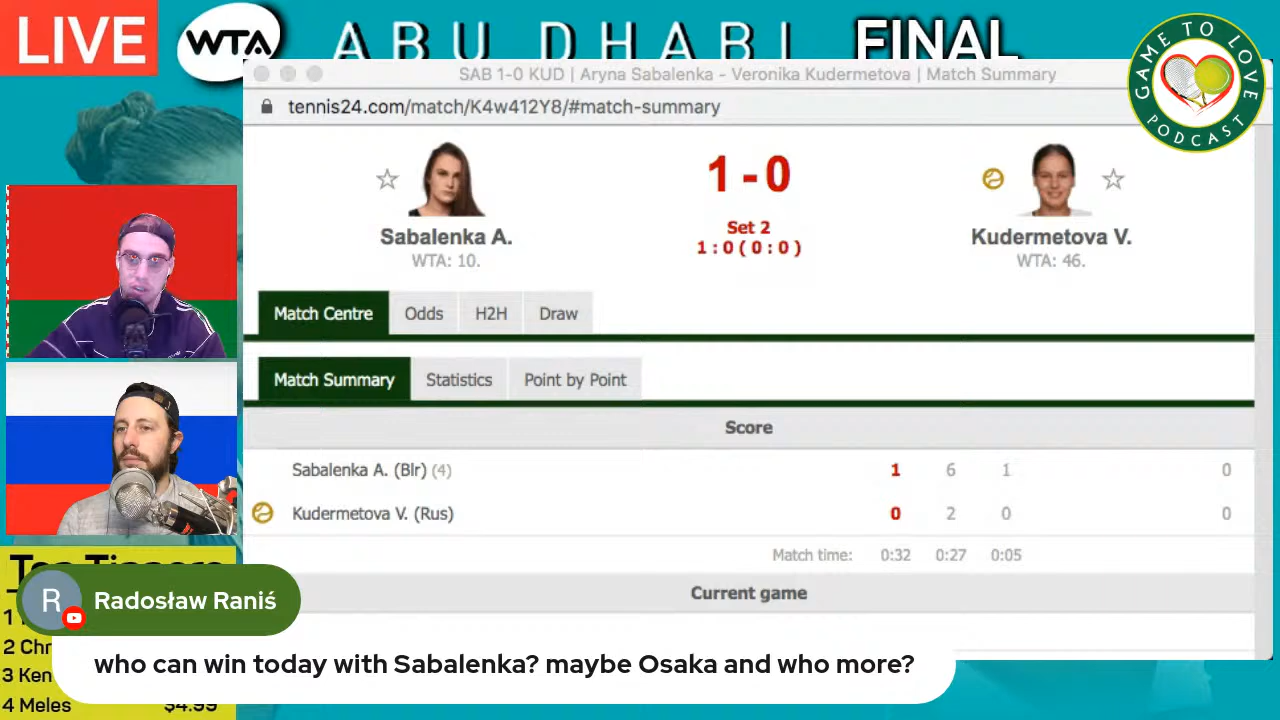 LIVE
WTA
ABU DHABI
FINAL
GAME TO LOVE
PODCAST
SAB 1-0 KUD | Aryna Sabalenka - Veronika Kudermetova | Match Summary
tennis24.com/match/K4w412Y8/#match-summary
1 - 0
Set 2
1 : 0 ( 0 : 0 )
Sabalenka A.
WTA: 10.
Kudermetova V.
WTA: 46.
Match Centre
Odds
H2H
Draw
Match Summary
Statistics
Point by Point
Score
Sabalenka A. (Blr) (4) 1 6 1 0
Kudermetova V. (Rus) 0 2 0 0
Match time: 0:32 0:27 0:05
Current game
R
Radosław Raniś
who can win today with Sabalenka? maybe Osaka and who more?
1
2 Chr
3 Ken
4 Meles $4.99